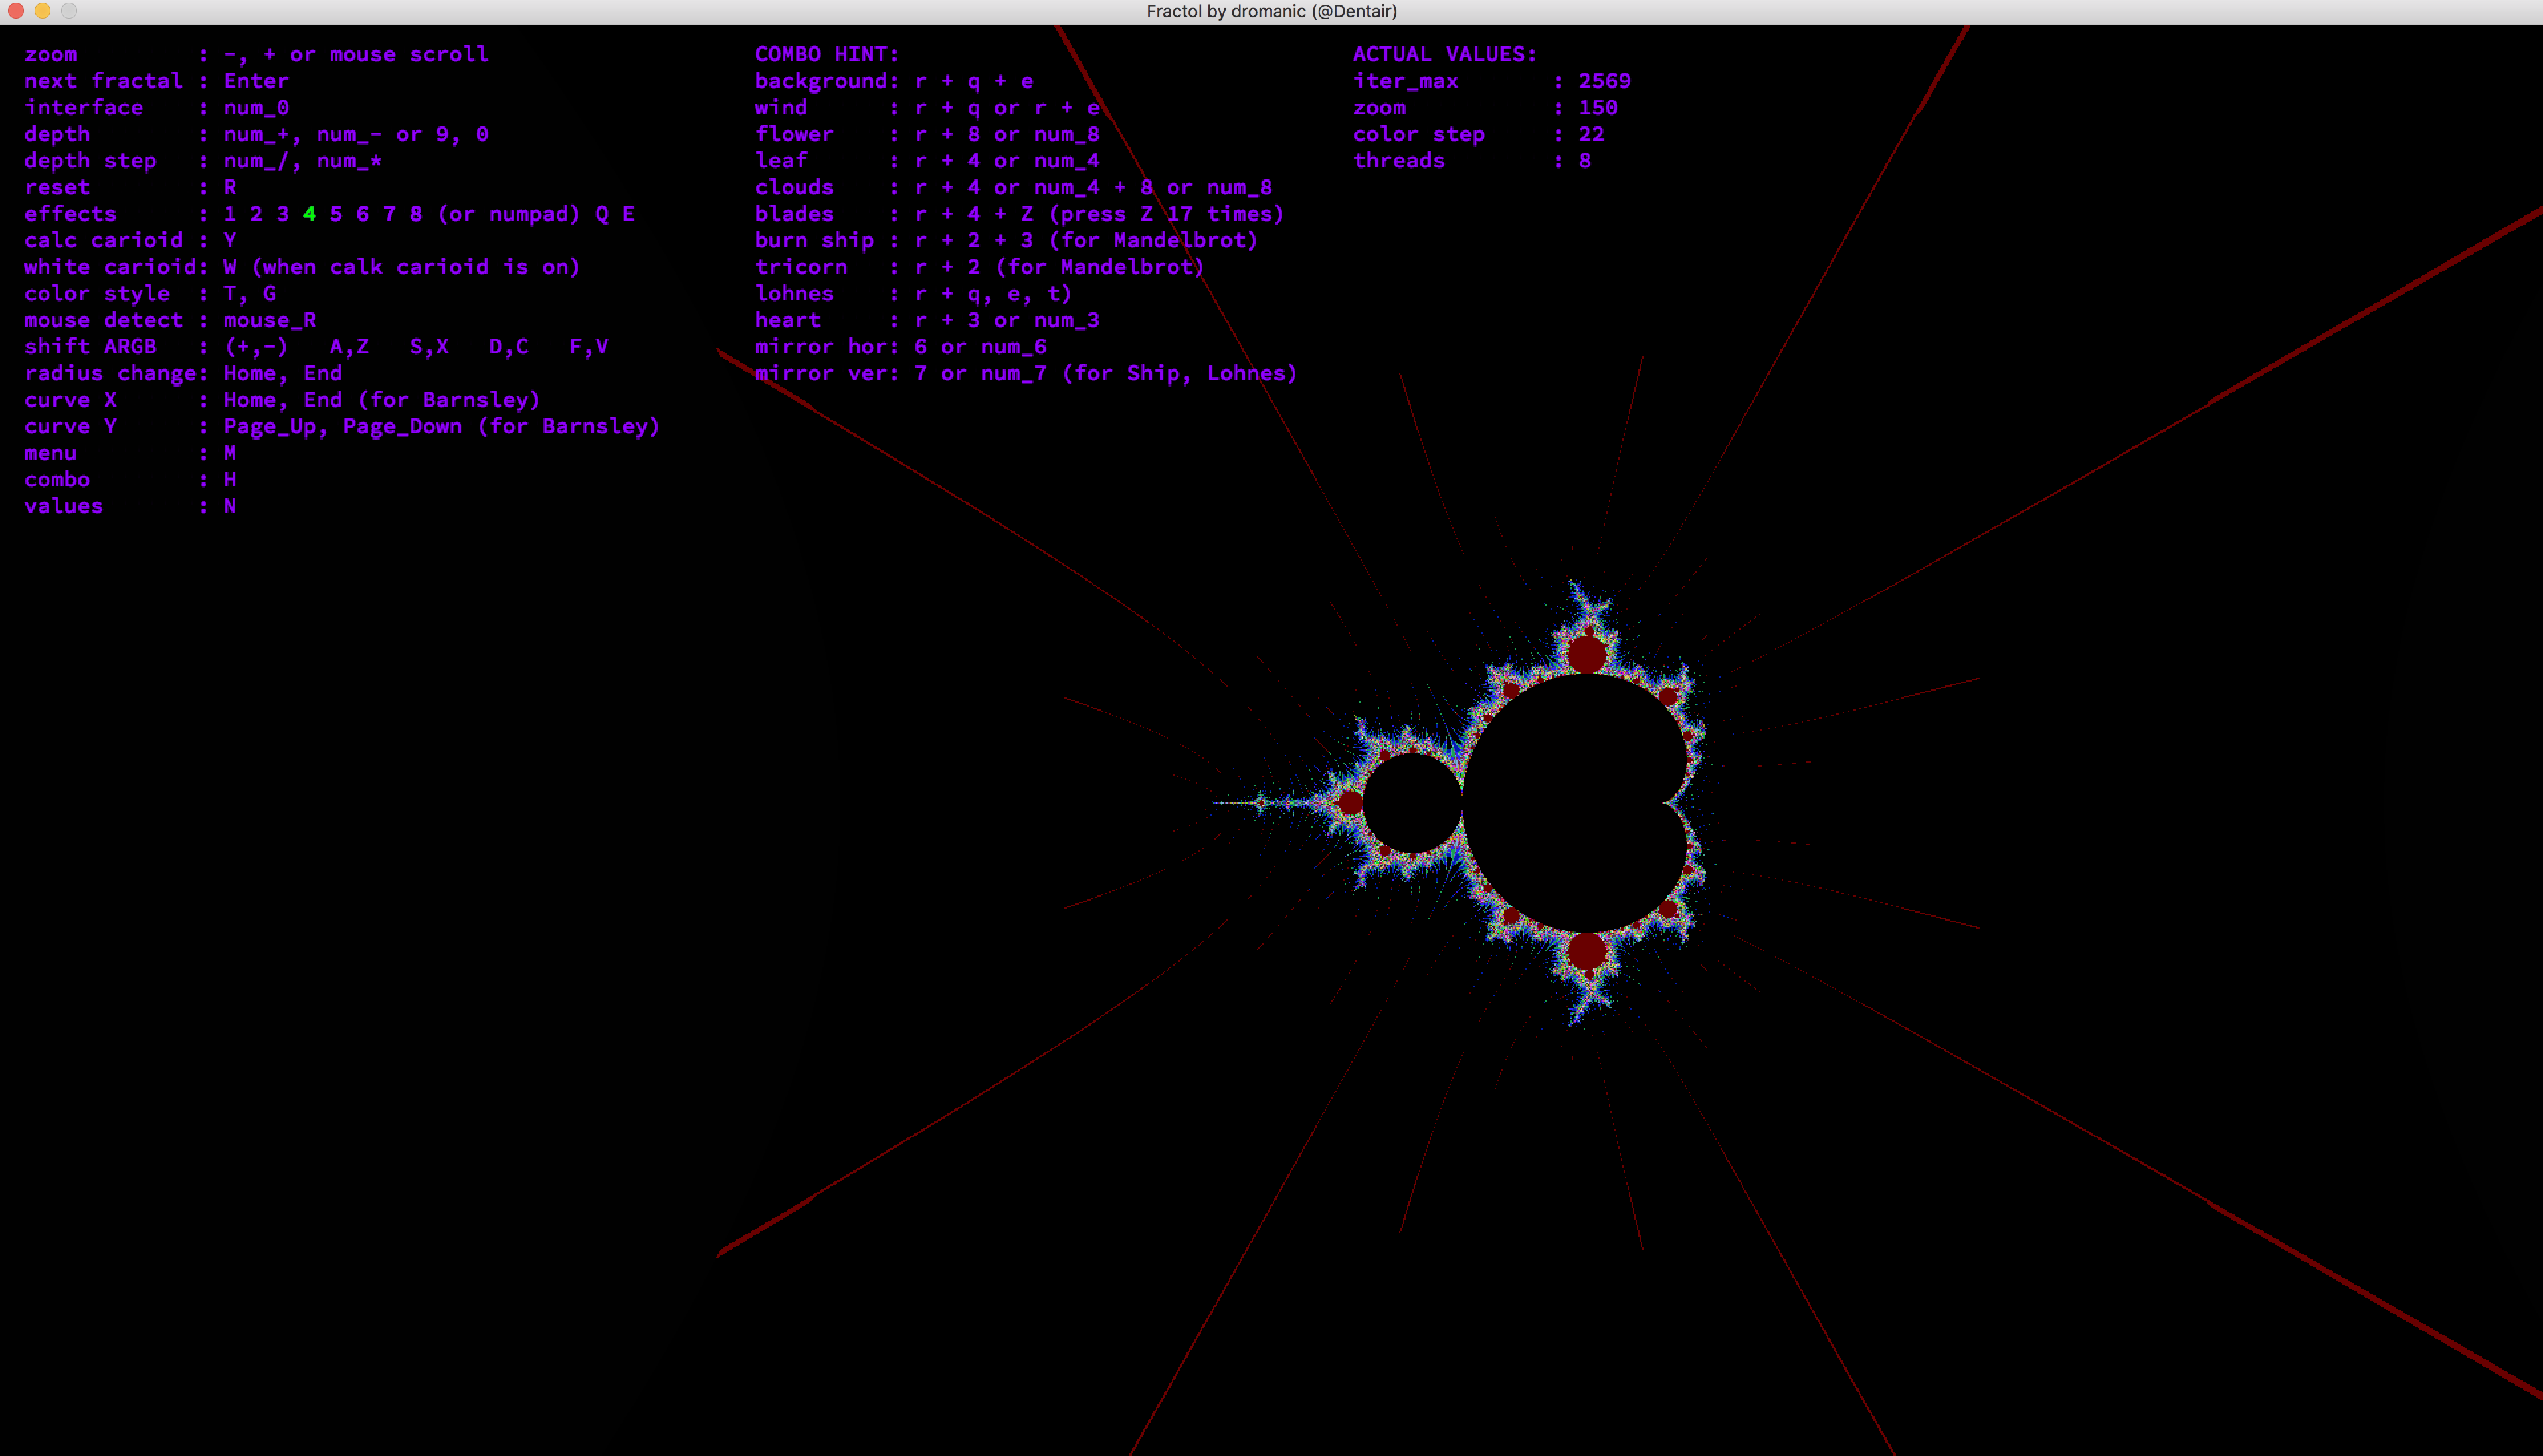 Fractol by dromanic (@Dentair)
zoom : -, + or mouse scroll
next fractal : Enter
interface : num_0
depth : num_+, num_- or 9, 0
depth step : num_/, num_*
reset : R
effects : 1 2 3 4 5 6 7 8 (or numpad) Q E
calc carioid : Y
white carioid: W (when calk carioid is on)
color style : T, G
mouse detect : mouse_R
shift ARGB : (+,-) A,Z S,X D,C F,V
radius change: Home, End
curve X : Home, End (for Barnsley)
curve Y : Page_Up, Page_Down (for Barnsley)
menu : M
combo : H
values : N
COMBO HINT:
background: r + q + e
wind : r + q or r + e
flower : r + 8 or num_8
leaf : r + 4 or num_4
clouds : r + 4 or num_4 + 8 or num_8
blades : r + 4 + Z (press Z 17 times)
burn ship : r + 2 + 3 (for Mandelbrot)
tricorn : r + 2 (for Mandelbrot)
lohnes : r + q, e, t)
heart : r + 3 or num_3
mirror hor: 6 or num_6
mirror ver: 7 or num_7 (for Ship, Lohnes)
ACTUAL VALUES:
iter_max : 2569
zoom : 150
color step : 22
threads : 8